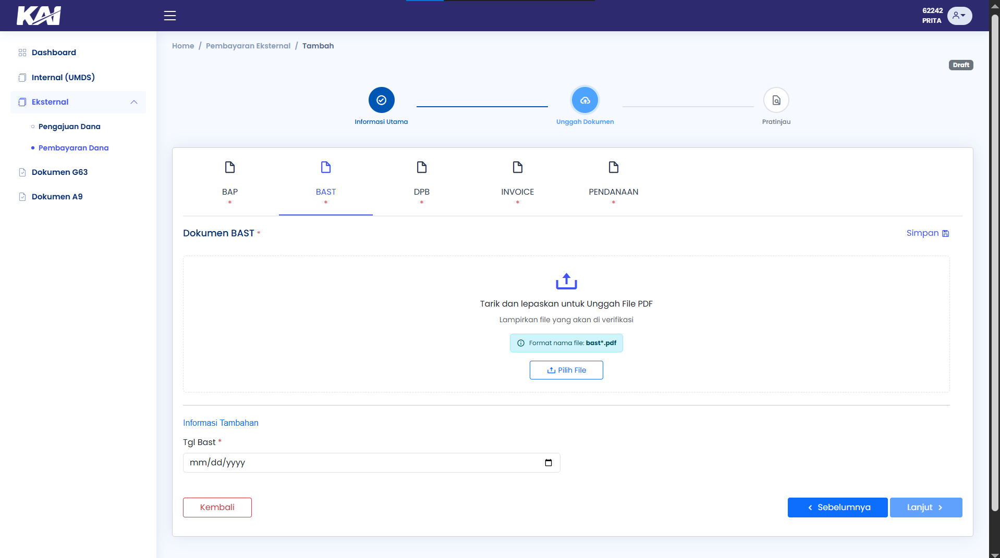 KAI
62242
PRITA
Dashboard
Internal (UMDS)
Eksternal
Pengajuan Dana
Pembayaran Dana
Dokumen G63
Dokumen A9
Home / Pembayaran Eksternal / Tambah
Draft
Informasi Utama
Unggah Dokumen
Pratinjau
BAP
*
BAST
*
DPB
*
INVOICE
*
PENDANAAN
*
Dokumen BAST *
Simpan
Tarik dan lepaskan untuk Unggah File PDF
Lampirkan file yang akan di verifikasi
Format nama file: bast*.pdf
Pilih File
Informasi Tambahan
Tgl Bast *
mm/dd/yyyy
Kembali
Sebelumnya
Lanjut